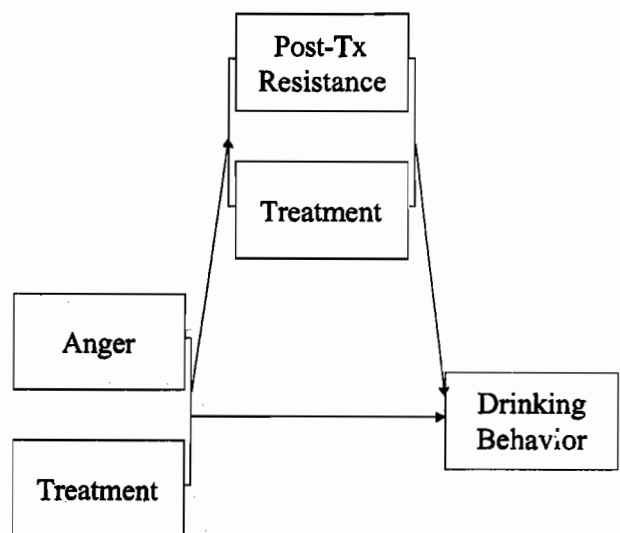 Post-Tx
Resistance
Treatment
Anger
Treatment
Drinking
Behavior